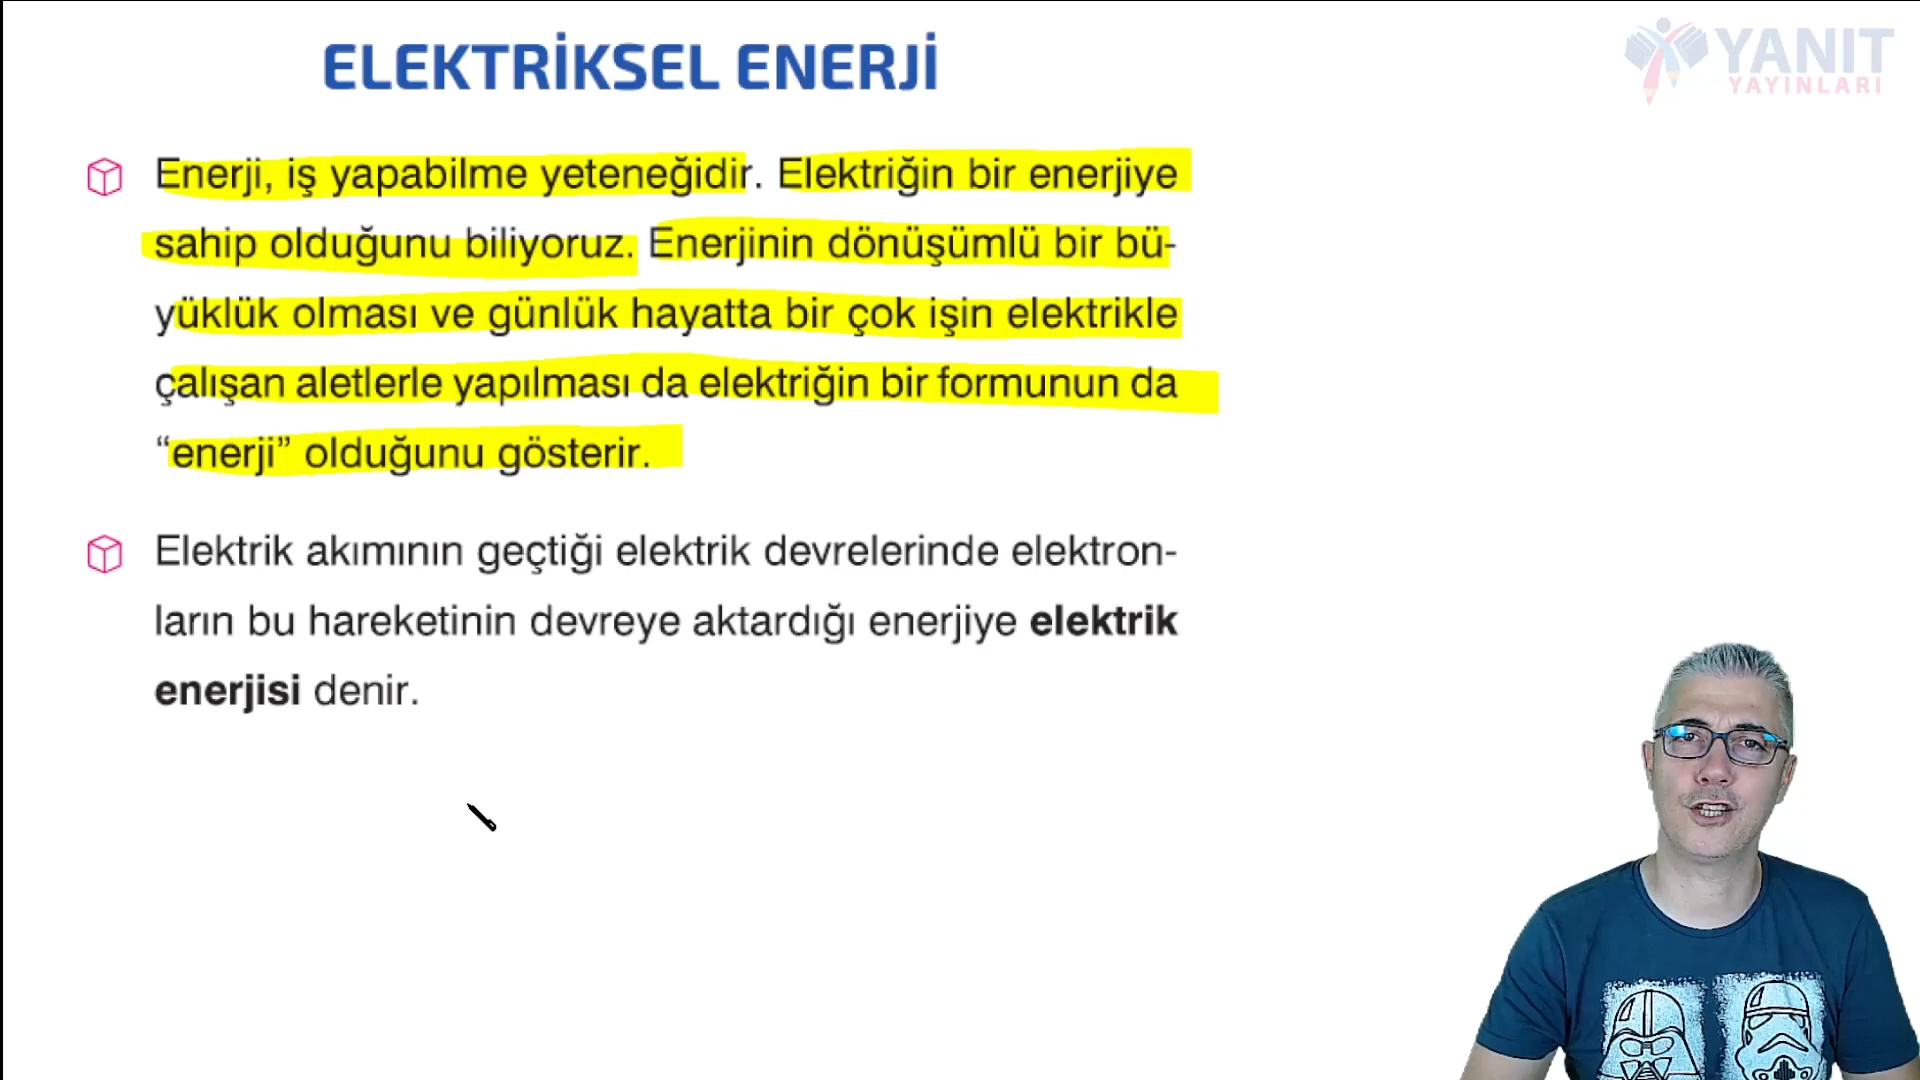 ELEKTRİKSEL ENERJİ
YANIT
YAYINLARI
Enerji, iş yapabilme yeteneğidir. Elektriğin bir enerjiye
sahip olduğunu biliyoruz. Enerjinin dönüşümlü bir bü-
yüklük olması ve günlük hayatta bir çok işin elektrikle
çalışan aletlerle yapılması da elektriğin bir formunun da
“enerji” olduğunu gösterir.
Elektrik akımının geçtiği elektrik devrelerinde elektron-
ların bu hareketinin devreye aktardığı enerjiye elektrik
enerjisi denir.